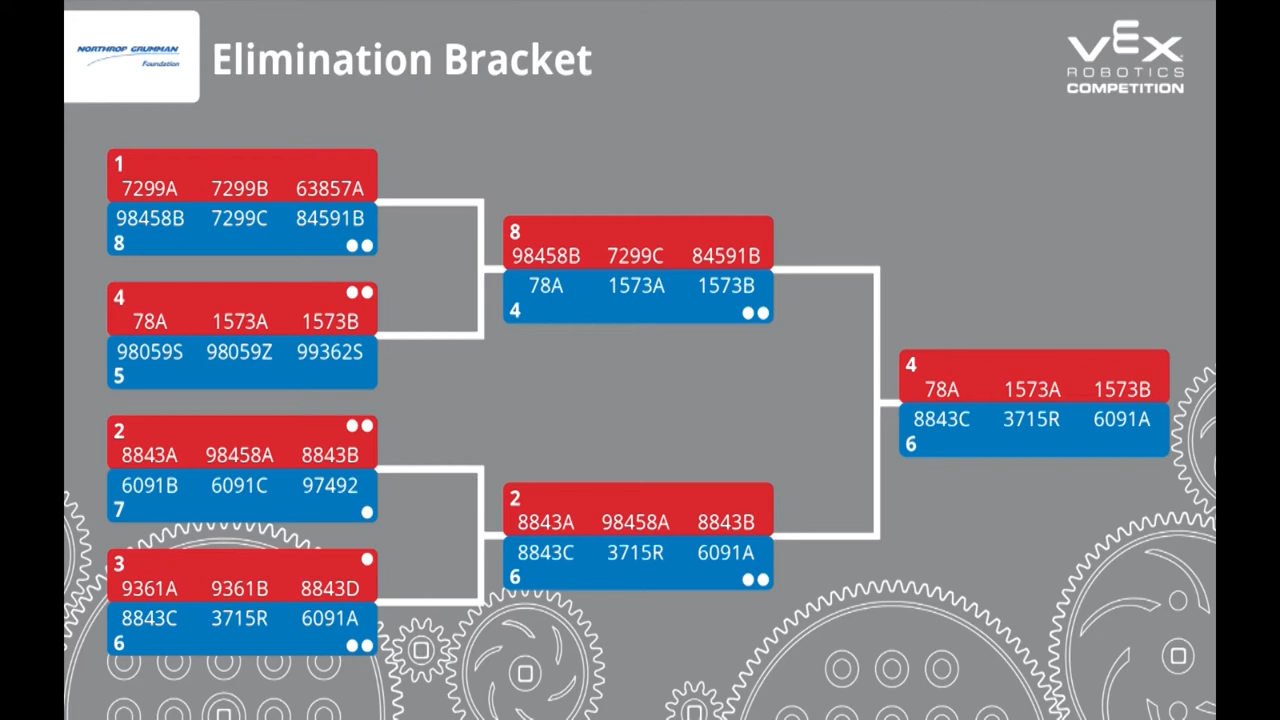 NORTHROP GRUMMAN
Foundation
Elimination Bracket
VEX
ROBOTICS
COMPETITION
1
7299A 7299B 63857A
98458B 7299C 84591B
8
4
78A 1573A 1573B
98059S 98059Z 99362S
5
2
8843A 98458A 8843B
6091B 6091C 97492
7
3
9361A 9361B 8843D
8843C 3715R 6091A
6
8
98458B 7299C 84591B
78A 1573A 1573B
4
2
8843A 98458A 8843B
8843C 3715R 6091A
6
4
78A 1573A 1573B
8843C 3715R 6091A
6